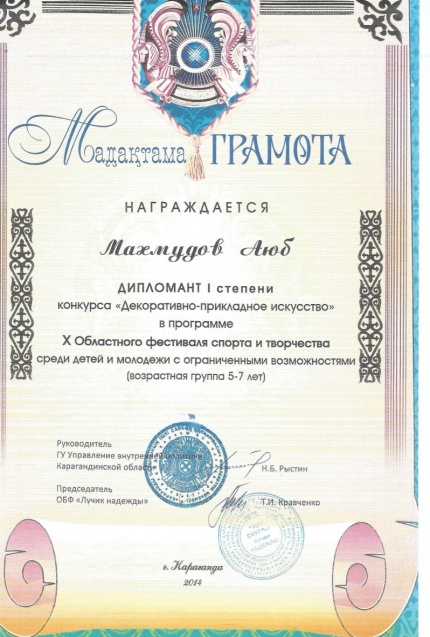 Мадақтама ГРАМОТА
НАГРАЖДАЕТСЯ
Махмудов Аюб
ДИПЛОМАНТ I степени
конкурса «Декоративно-прикладное искусство»
в программе
X Областного фестиваля спорта и творчества
среди детей и молодежи с ограниченными возможностями
(возрастная группа 5-7 лет)
Руководитель
ГУ Управление внутренней политики
Карагандинской области Н.Б. Рыстин
Председатель
ОБФ «Лучик надежды» Т.И. Кравченко
г. Караганда
2014